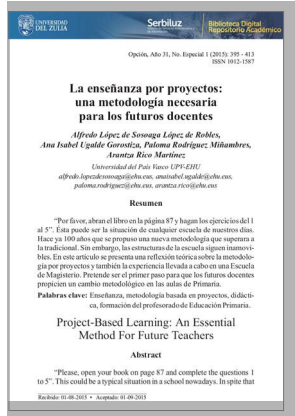 UNIVERSIDAD
DEL ZULIA
Serbiluz
Biblioteca Digital
Repositorio Académico
Opción, Año 31, No. Especial 1 (2015): 395 - 413
ISSN 1012-1587
La enseñanza por proyectos:
una metodología necesaria
para los futuros docentes
Alfredo López de Sosoaga López de Robles,
Ana Isabel Ugalde Gorostiza, Paloma Rodríguez Miñambres,
Arantza Rico Martínez
Universidad del País Vasco UPV-EHU
alfredo.lopezdesosoaga@ehu.eus, anaisabel.ugalde@ehu.eus,
paloma.rodriguez@ehu.eus, arantza.rico@ehu.eus
Resumen
“Por favor, abran el libro en la página 87 y hagan los ejercicios del 1
al 5”. Ésta puede ser la situación de cualquier escuela de nuestros días.
Hace ya 100 años que se propuso una nueva metodología que superara a
la tradicional. Sin embargo, las estructuras de la escuela siguen inamovi-
bles. En este artículo se presenta una reflexión teórica sobre la metodolo-
gía por proyectos y también la experiencia llevada a cabo en una Escuela
de Magisterio. Pretende ser el primer paso para que los futuros docentes
propicien un cambio metodológico en las aulas de Primaria.
Palabras clave: Enseñanza, metodología basada en proyectos, didácti-
ca, formación del profesorado de Educación Primaria.
Project-Based Learning: An Essential
Method For Future Teachers
Abstract
“Please, open your book on page 87 and complete the questions 1
to 5”. This could be a typical situation in a school nowadays. In spite that
Recibido: 01-08-2015 • Aceptado: 01-09-2015